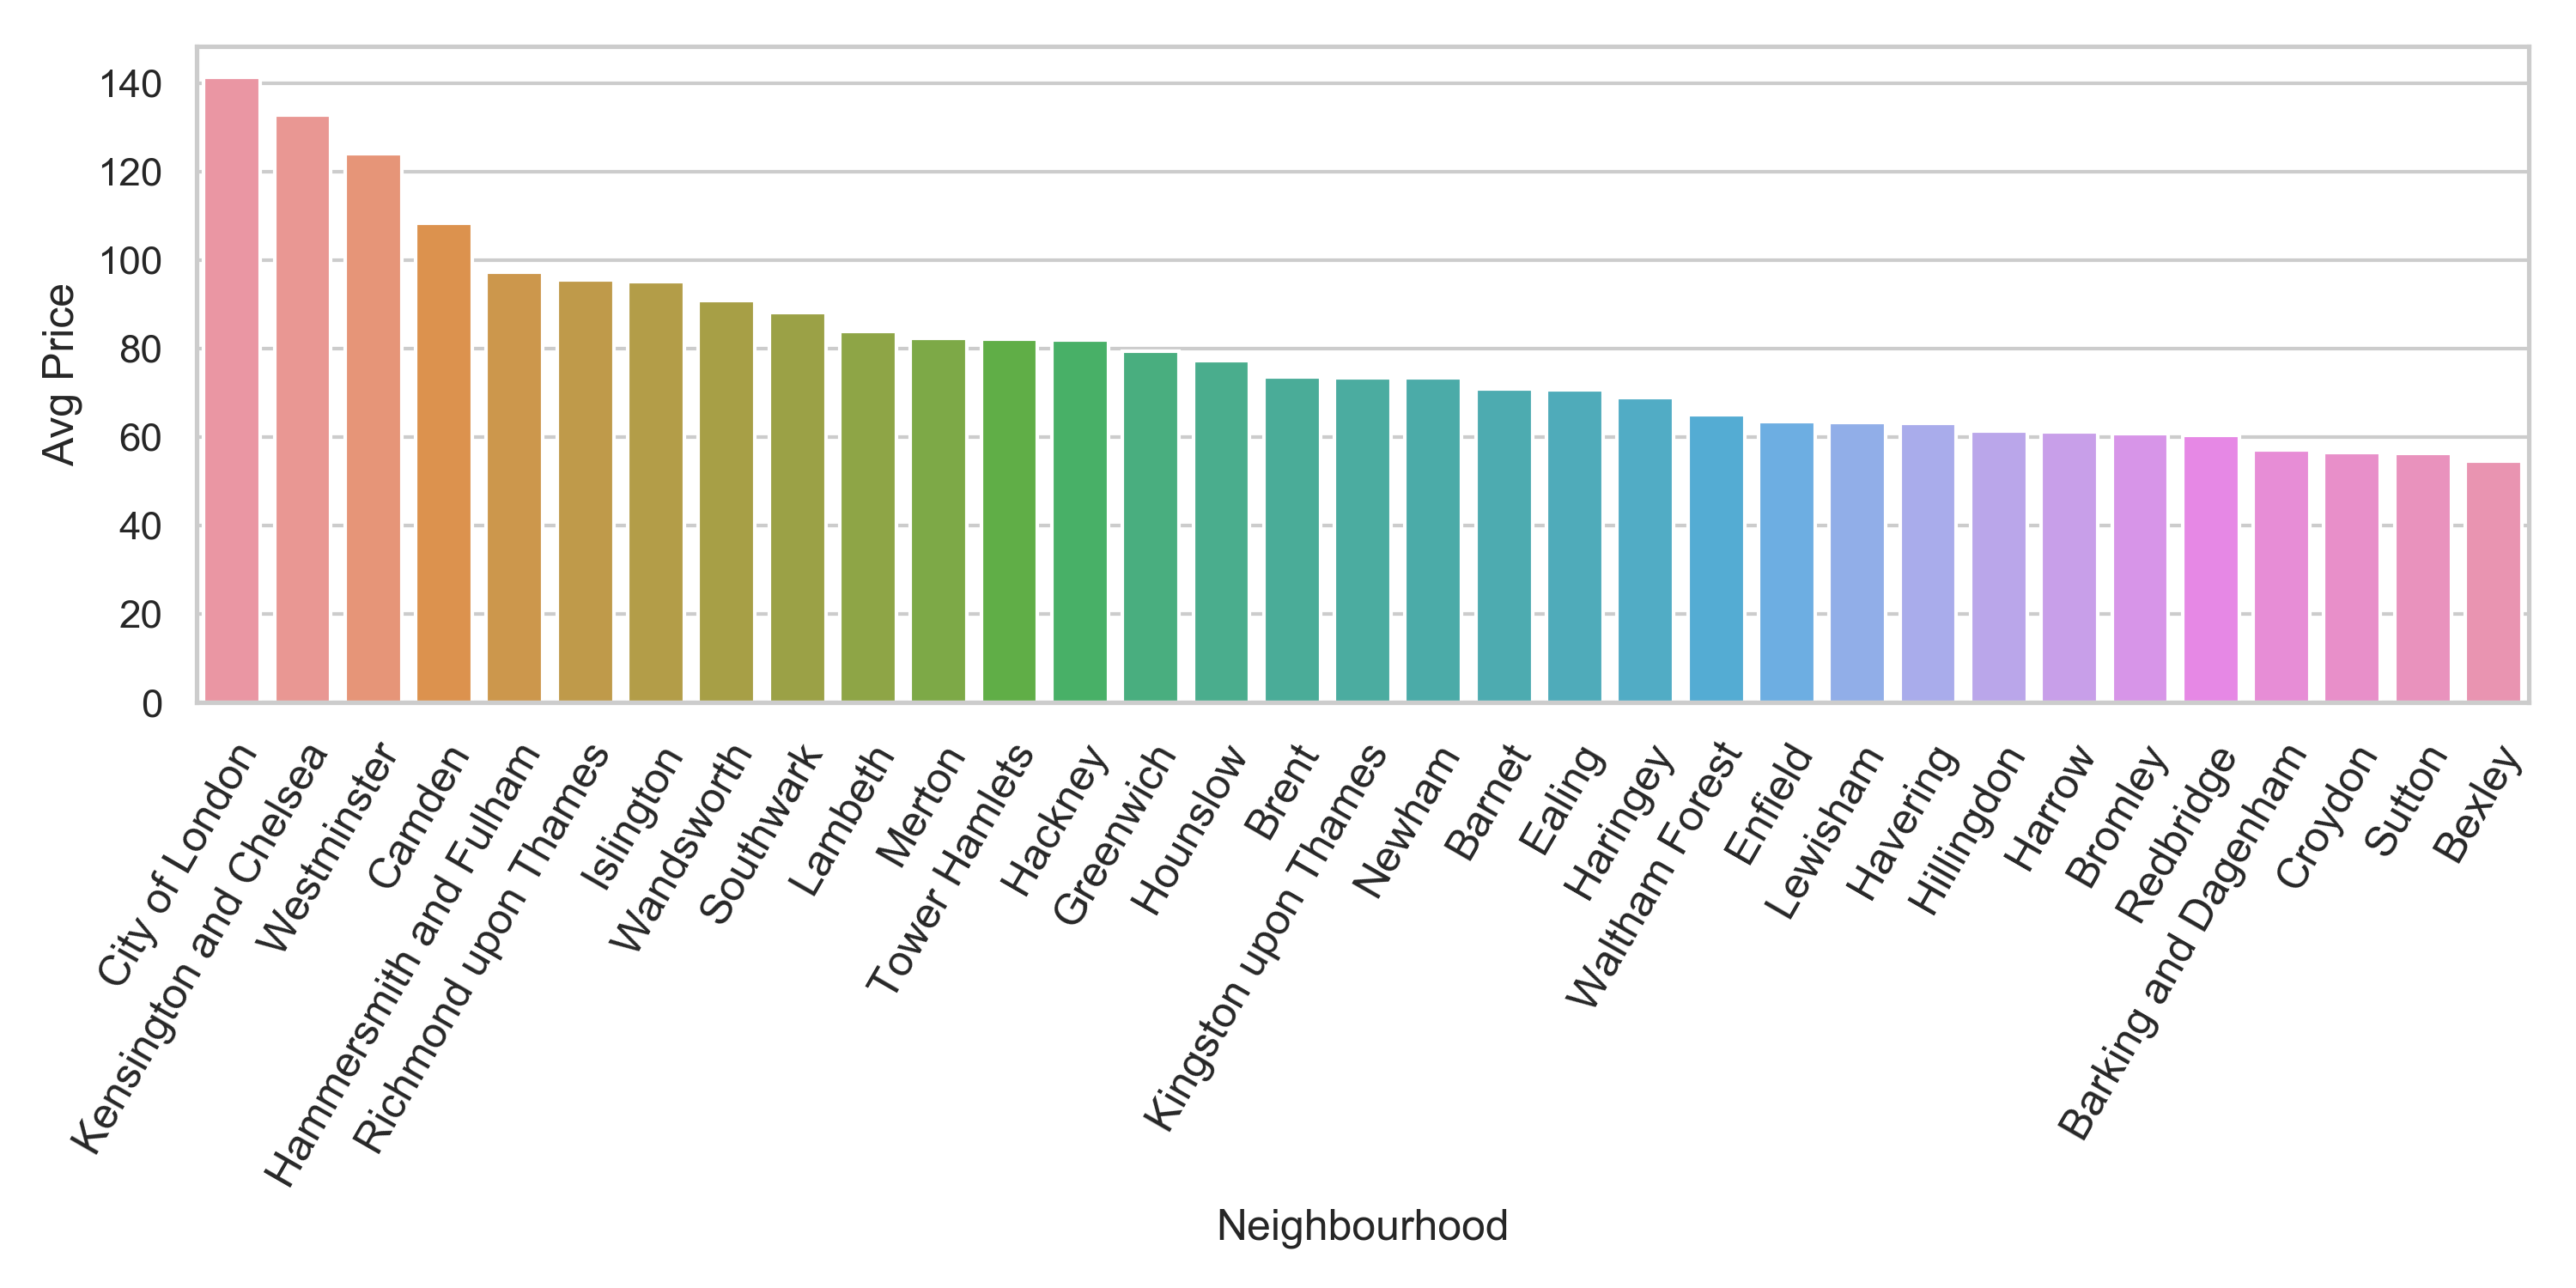 140
120
100
80
60
40
20
0
Avg Price
City of London
Kensington and Chelsea
Westminster
Camden
Hammersmith and Fulham
Richmond upon Thames
Islington
Wandsworth
Southwark
Lambeth
Merton
Tower Hamlets
Hackney
Greenwich
Hounslow
Brent
Kingston upon Thames
Newham
Barnet
Ealing
Haringey
Waltham Forest
Enfield
Lewisham
Havering
Hillingdon
Harrow
Bromley
Redbridge
Barking and Dagenham
Croydon
Sutton
Bexley
Neighbourhood